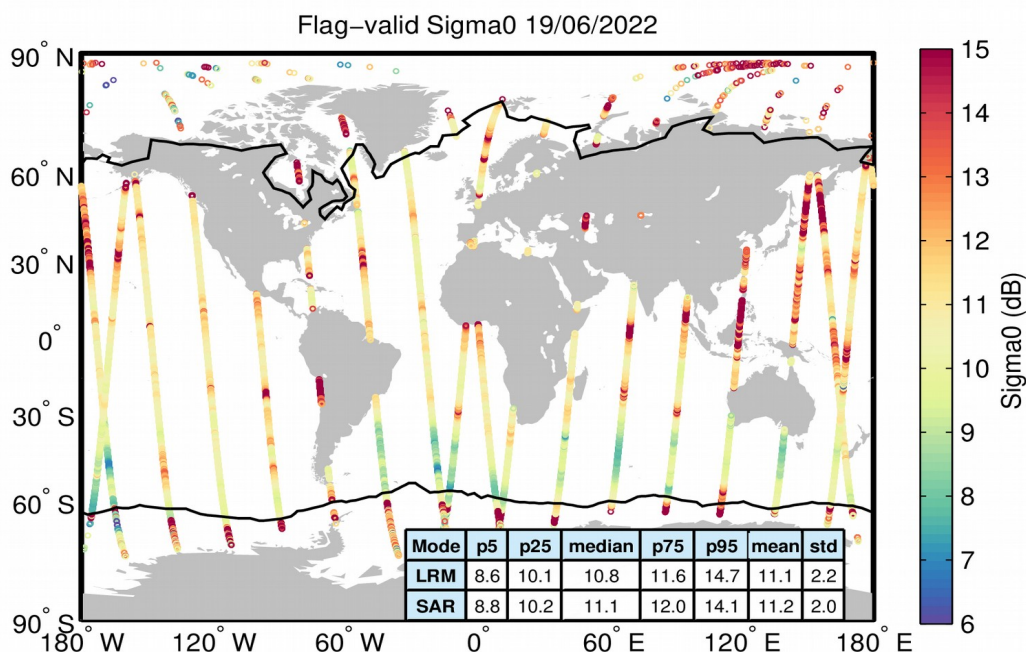 Flag−valid Sigma0 19/06/2022
90° N
60° N
30° N
0°
30° S
60° S
90° S
180° W
120° W
60° W
0°
60° E
120° E
180° E
Mode p5 p25 median p75 p95 mean std
LRM 8.6 10.1 10.8 11.6 14.7 11.1 2.2
SAR 8.8 10.2 11.1 12.0 14.1 11.2 2.0
15
14
13
12
11
10
9
8
7
6
Sigma0 (dB)